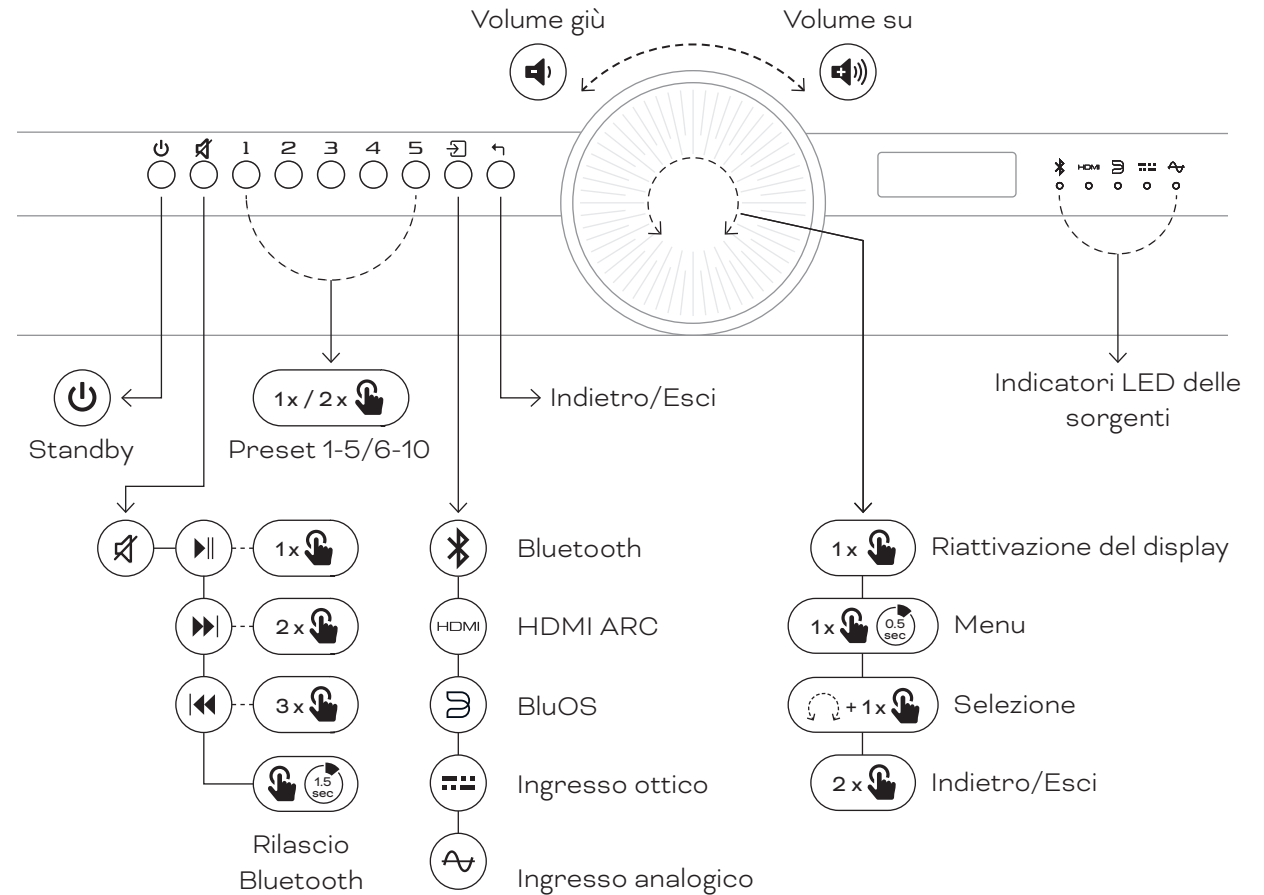 Volume giù
Volume su
1 2 3 4 5
HDMI
1x / 2x
Indietro/Esci
Indicatori LED delle
sorgenti
Standby
Preset 1-5/6-10
1x
Bluetooth
1x
Riattivazione del display
2x
HDMI
HDMI ARC
1x
0.5
sec
Menu
3x
BluOS
+ 1x
Selezione
1.5
sec
Ingresso ottico
2x
Indietro/Esci
Rilascio
Bluetooth
Ingresso analogico